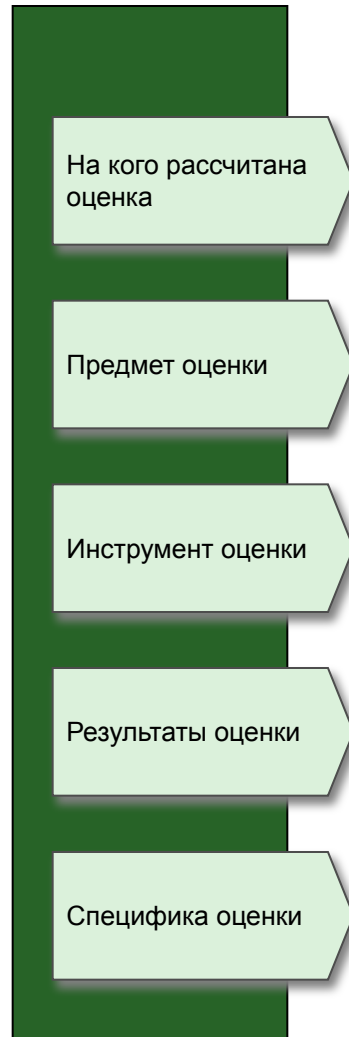 На кого рассчитана
оценка
Предмет оценки
Инструмент оценки
Результаты оценки
Специфика оценки